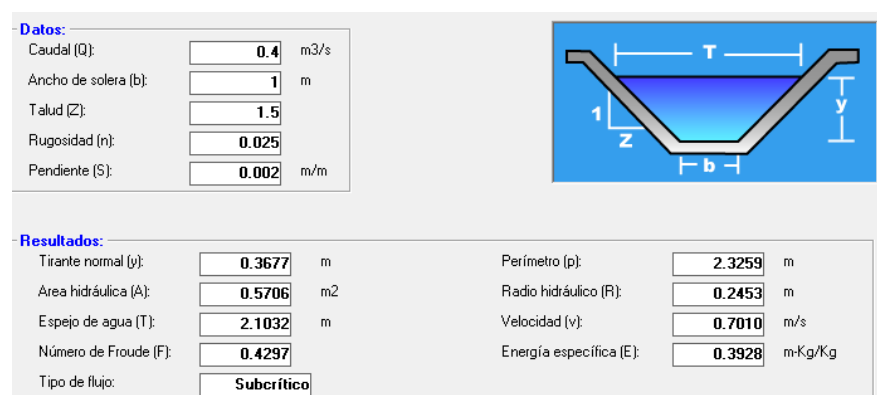 Datos:
Caudal (Q): 0.4 m3/s
Ancho de solera (b): 1 m
Talud (Z): 1.5
Rugosidad (n): 0.025
Pendiente (S): 0.002 m/m
T
1
Z
y
b
Resultados:
Tirante normal (y): 0.3677 m Perímetro (p): 2.3259 m
Area hidráulica (A): 0.5706 m2 Radio hidráulico (R): 0.2453 m
Espejo de agua (T): 2.1032 m Velocidad (v): 0.7010 m/s
Número de Froude (F): 0.4297 Energía específica (E): 0.3928 m-Kg/Kg
Tipo de flujo: Subcrítico